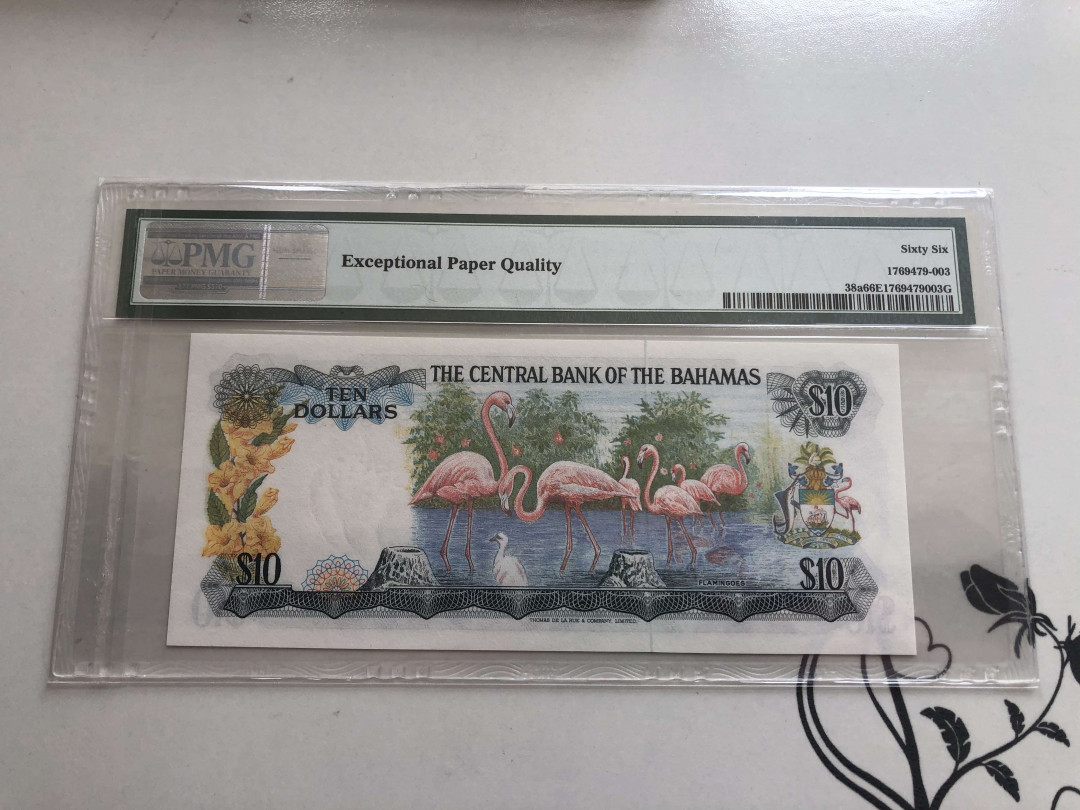 PMG
PAPER MONEY GUARANTY
Exceptional Paper Quality
Sixty Six
1769479-003
38a66E1769479003G
THE CENTRAL BANK OF THE BAHAMAS
TEN
DOLLARS
$10
$10
FLAMINGOES
$10
THOMAS DE LA RUE & COMPANY, LIMITED